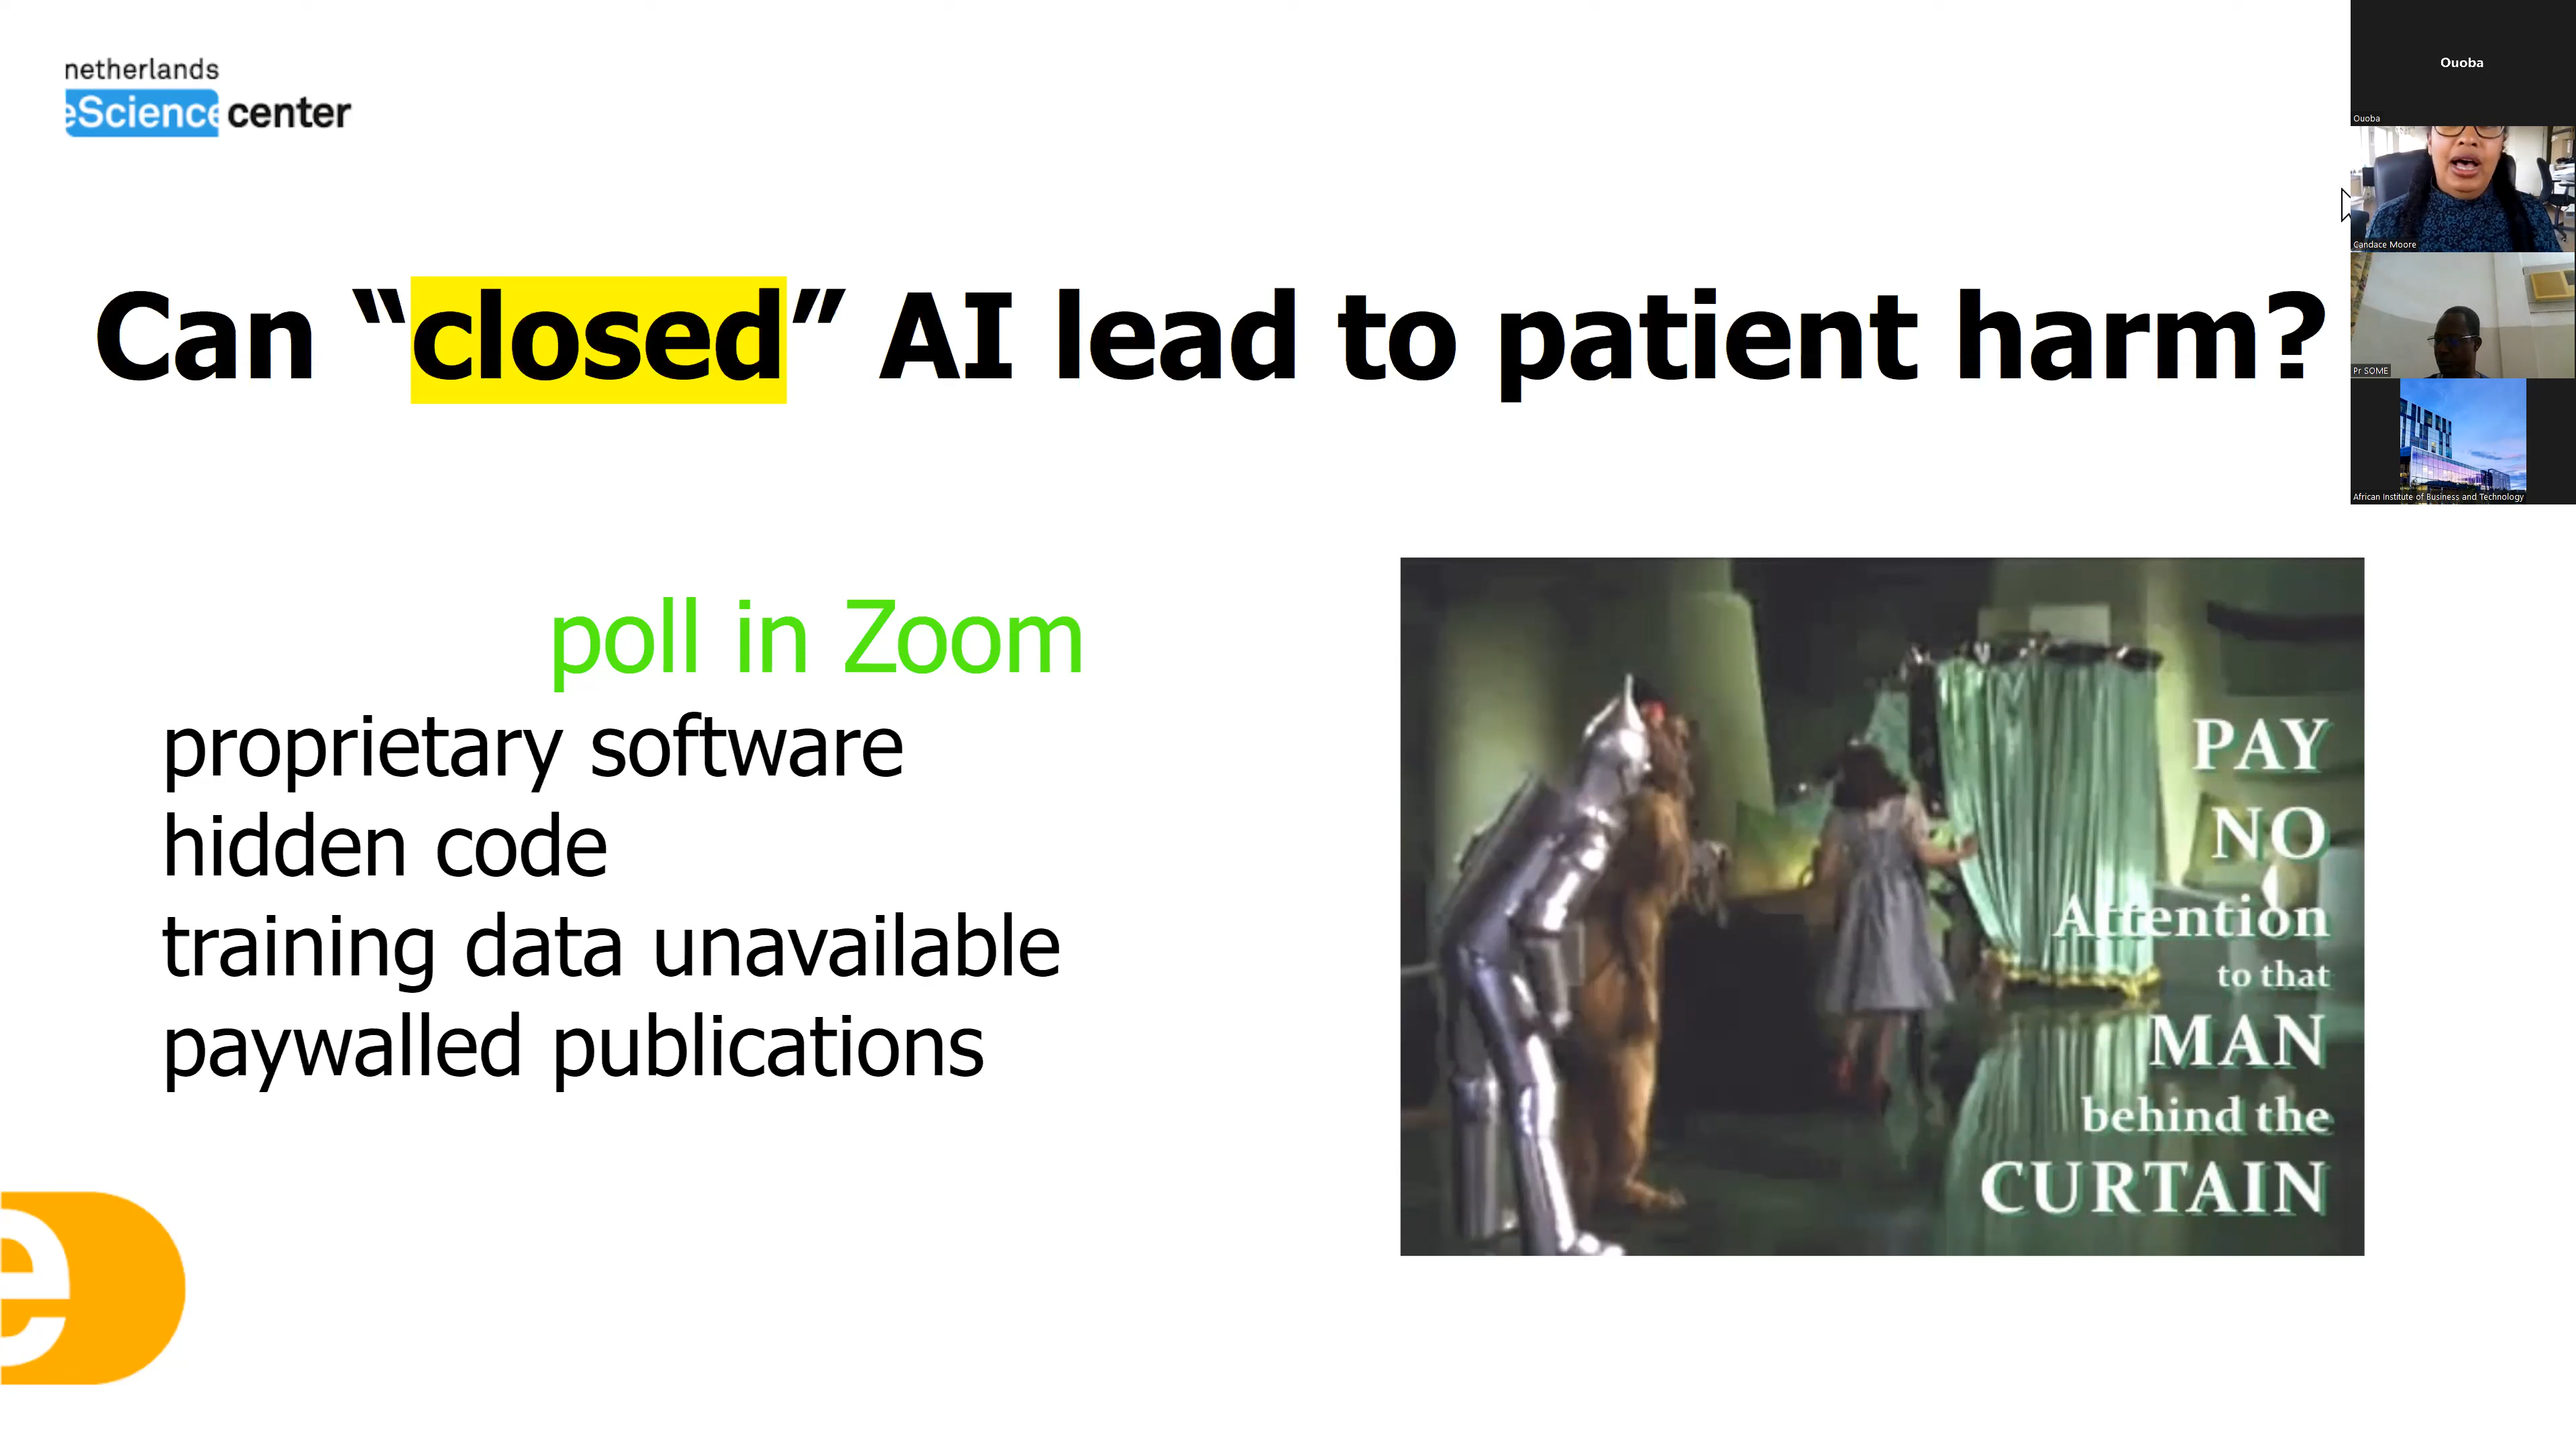 netherlands
eScience center
Can “closed” AI lead to patient harm?
poll in Zoom
proprietary software
hidden code
training data unavailable
paywalled publications
PAY
NO
Attention
to that
MAN
behind the
CURTAIN
e
Ouoba
Ouoba
Candace Moore
Pr SOME
African Institute of Business and Technology